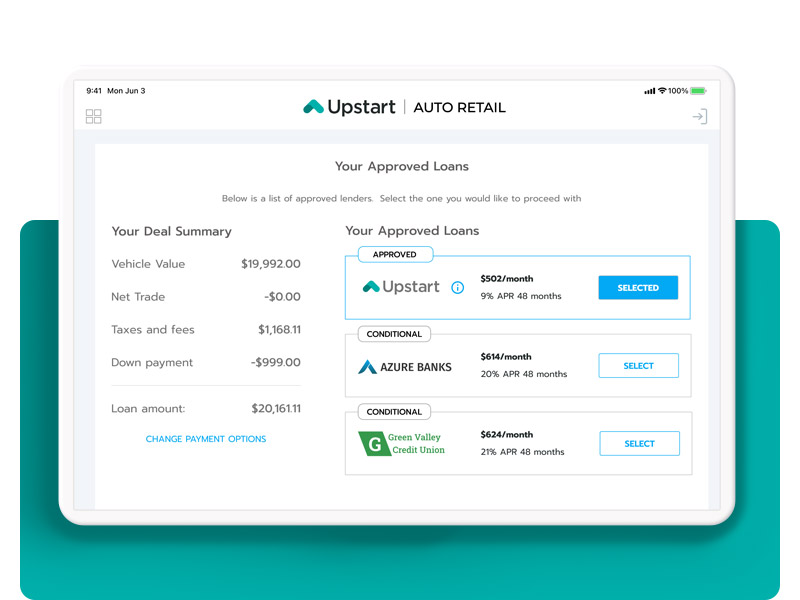 9:41 Mon Jun 3
100%
Upstart | AUTO RETAIL
Your Approved Loans
Below is a list of approved lenders. Select the one you would like to proceed with
Your Deal Summary
Vehicle Value $19,992.00
Net Trade -$0.00
Taxes and fees $1,168.11
Down payment -$999.00
Loan amount: $20,161.11
CHANGE PAYMENT OPTIONS
Your Approved Loans
APPROVED
Upstart
$502/month
9% APR 48 months
SELECTED
CONDITIONAL
AZURE BANKS
$614/month
20% APR 48 months
SELECT
CONDITIONAL
G
Green Valley
Credit Union
$624/month
21% APR 48 months
SELECT